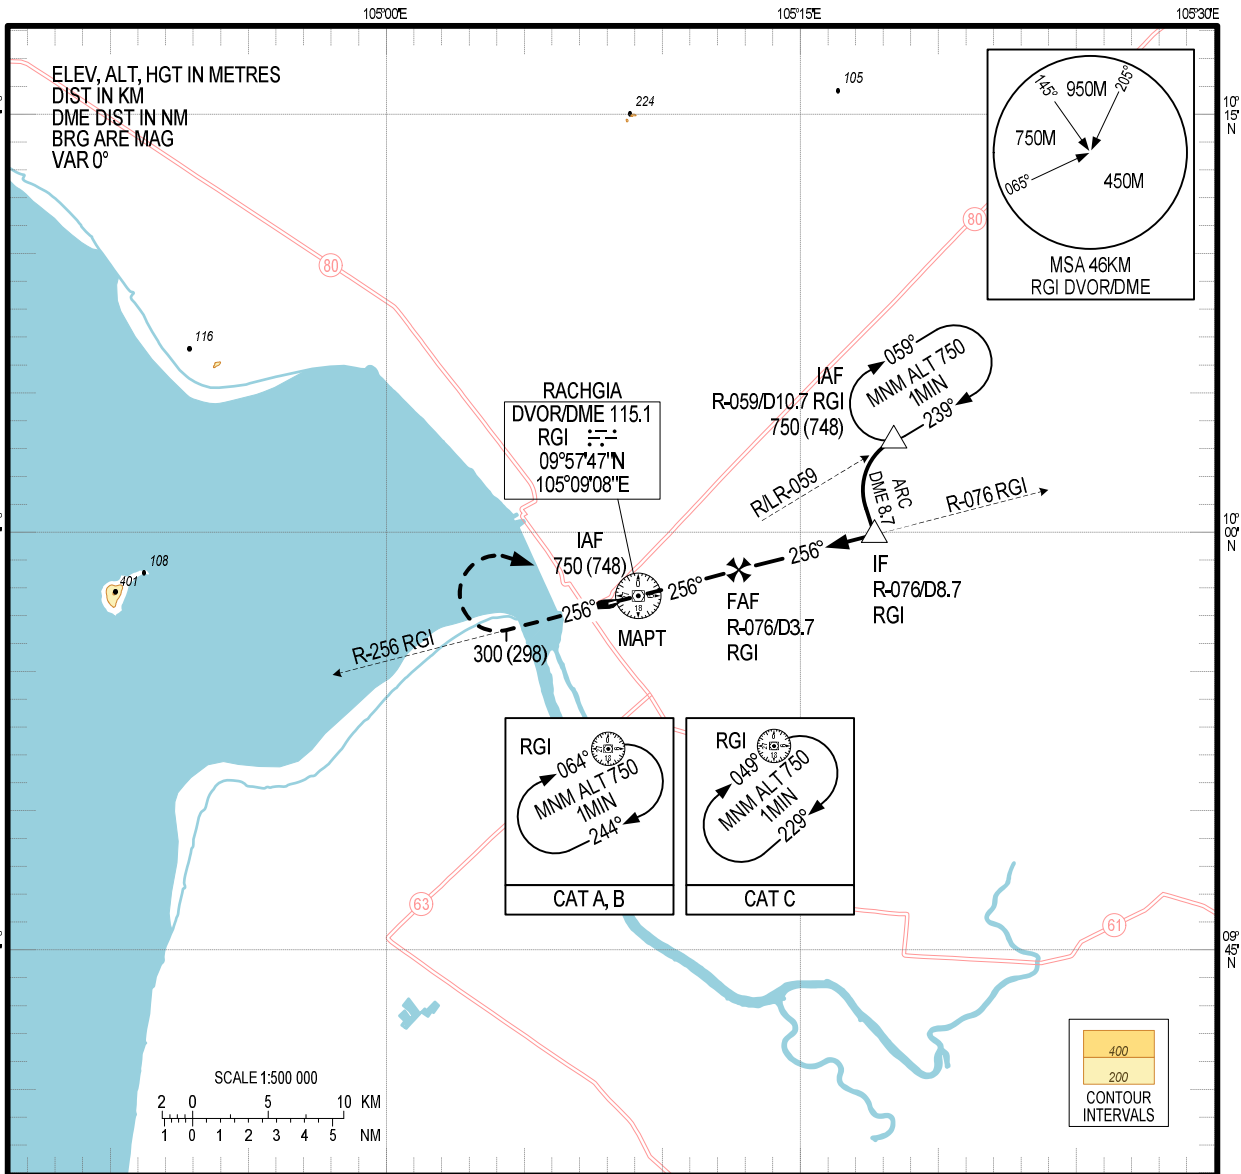 105°00'E
105°15'E
105°30'E
ELEV, ALT, HGT IN METRES
DIST IN KM
DME DIST IN NM
BRG ARE MAG
VAR 0°
224
105
10°
15'
N
145°
950M
205°
750M
065°
450M
MSA 46KM
RGI DVOR/DME
80
80
116
IAF
R-059/D10.7 RGI
750 (748)
059°
MNM ALT 750
1MIN
239°
RACHGIA
DVOR/DME 115.1
RGI
09°57'47"N
105°09'08"E
R/LR-059
ARC
DME 8.7
R-076 RGI
10°
00'
N
IAF
750 (748)
256°
256°
256°
IF
R-076/D8.7
RGI
FAF
R-076/D3.7
RGI
MAPT
0
18
108
401
R-256 RGI
300 (298)
RGI
064°
MNM ALT 750
1MIN
244°
CAT A, B
RGI
049°
MNM ALT 750
1MIN
229°
CAT C
63
61
09°
45'
N
SCALE 1:500 000
2 0 5 10 KM
1 0 1 2 3 4 5 NM
400
200
CONTOUR
INTERVALS